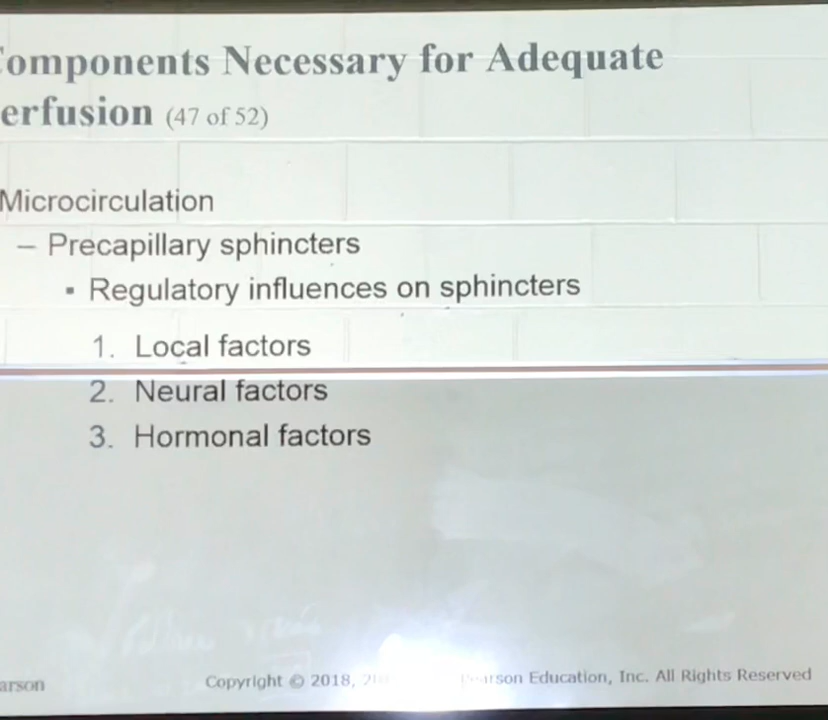 omponents Necessary for Adequate
erfusion (47 of 52)
Microcirculation
– Precapillary sphincters
▪ Regulatory influences on sphincters
1. Local factors
2. Neural factors
3. Hormonal factors
arson
Copyright © 2018, Pearson Education, Inc. All Rights Reserved